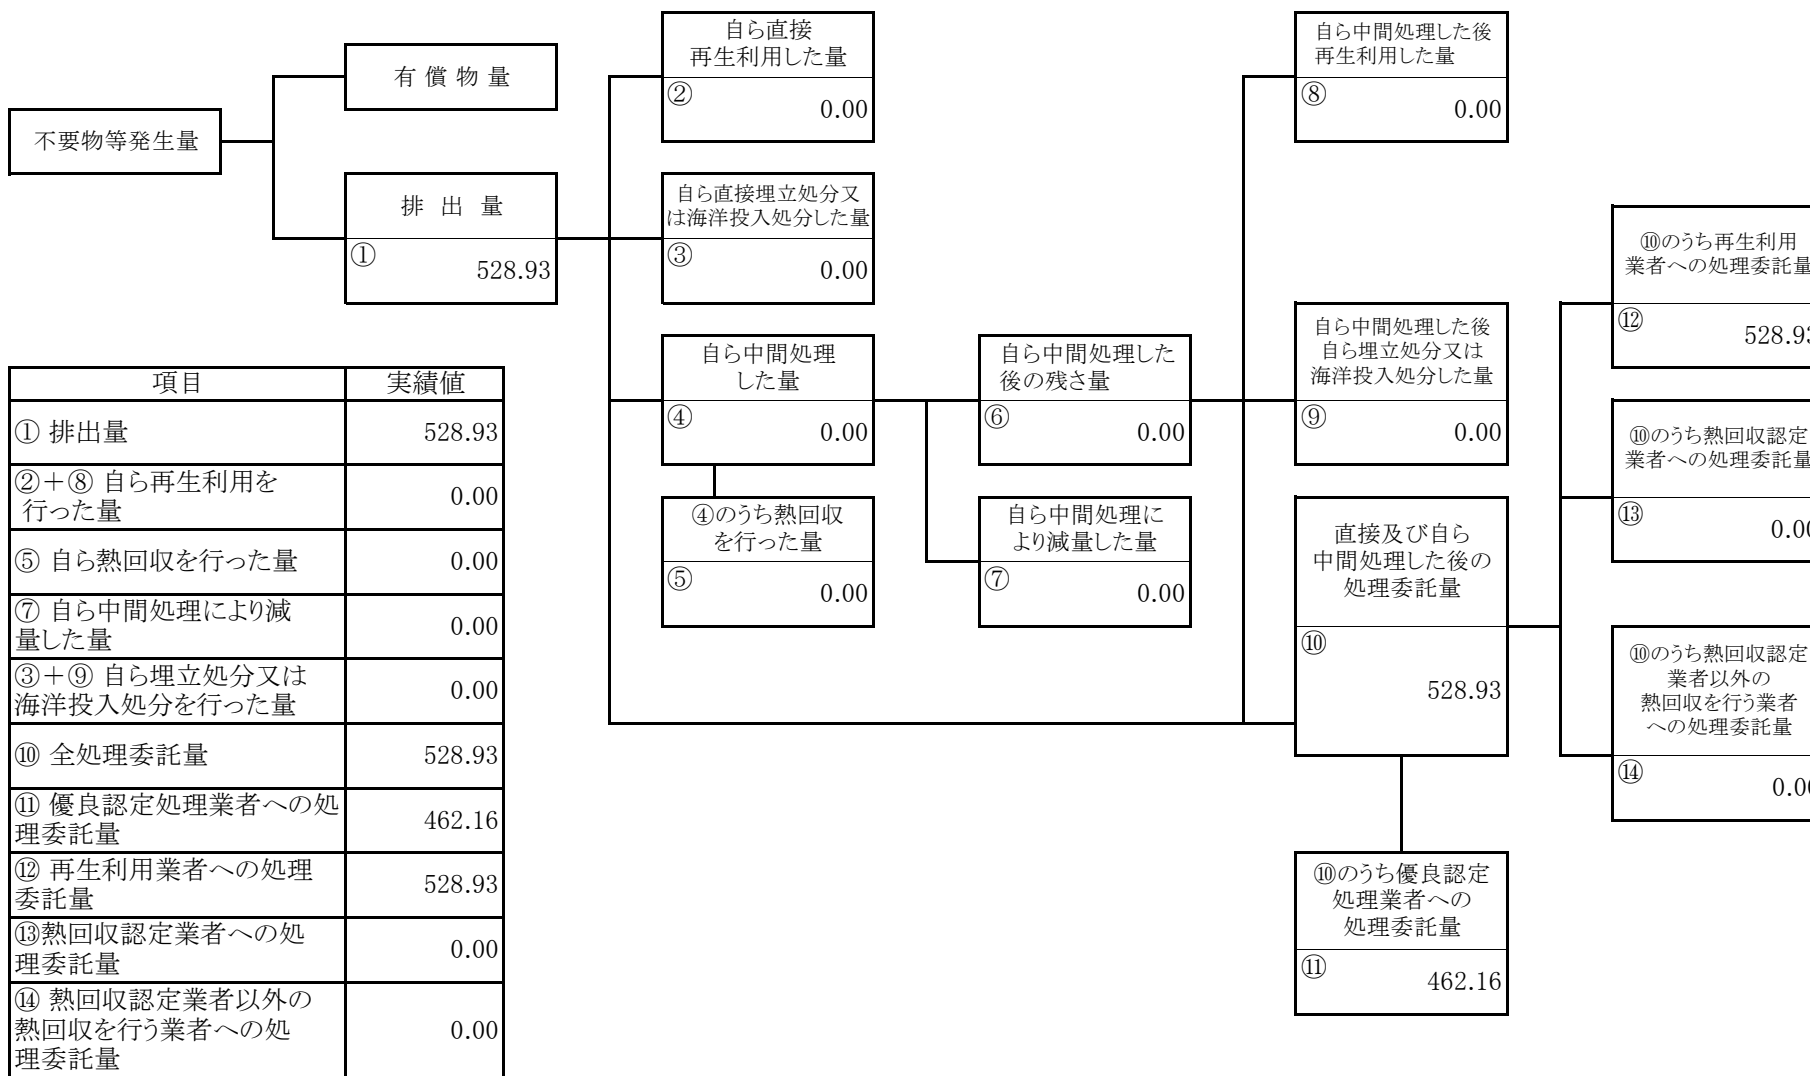 不要物等発生量
有 償 物 量
排 出 量
①
528.93
自ら直接
再生利用した量
②
0.00
自ら直接埋立処分又
は海洋投入処分した量
③
0.00
自ら中間処理
した量
④
0.00
④のうち熱回収
を行った量
⑤
0.00
自ら中間処理した
後の残さ量
⑥
0.00
自ら中間処理に
より減量した量
⑦
0.00
自ら中間処理した後
再生利用した量
⑧
0.00
自ら中間処理した後
自ら埋立処分又は
海洋投入処分した量
⑨
0.00
直接及び自ら
中間処理した後の
処理委託量
⑩
528.93
⑩のうち優良認定
処理業者への
処理委託量
⑪
462.16
⑩のうち再生利用
業者への処理委託量
⑫
528.93
⑩のうち熱回収認定
業者への処理委託量
⑬
0.00
⑩のうち熱回収認定
業者以外の
熱回収を行う業者
への処理委託量
⑭
0.00
項目 実績値
① 排出量 528.93
②＋⑧ 自ら再生利用を
行った量 0.00
⑤ 自ら熱回収を行った量 0.00
⑦ 自ら中間処理により減
量した量 0.00
③＋⑨ 自ら埋立処分又は
海洋投入処分を行った量 0.00
⑩ 全処理委託量 528.93
⑪ 優良認定処理業者への処
理委託量 462.16
⑫ 再生利用業者への処理
委託量 528.93
⑬熱回収認定業者への処
理委託量 0.00
⑭ 熱回収認定業者以外の
熱回収を行う業者への処
理委託量 0.00